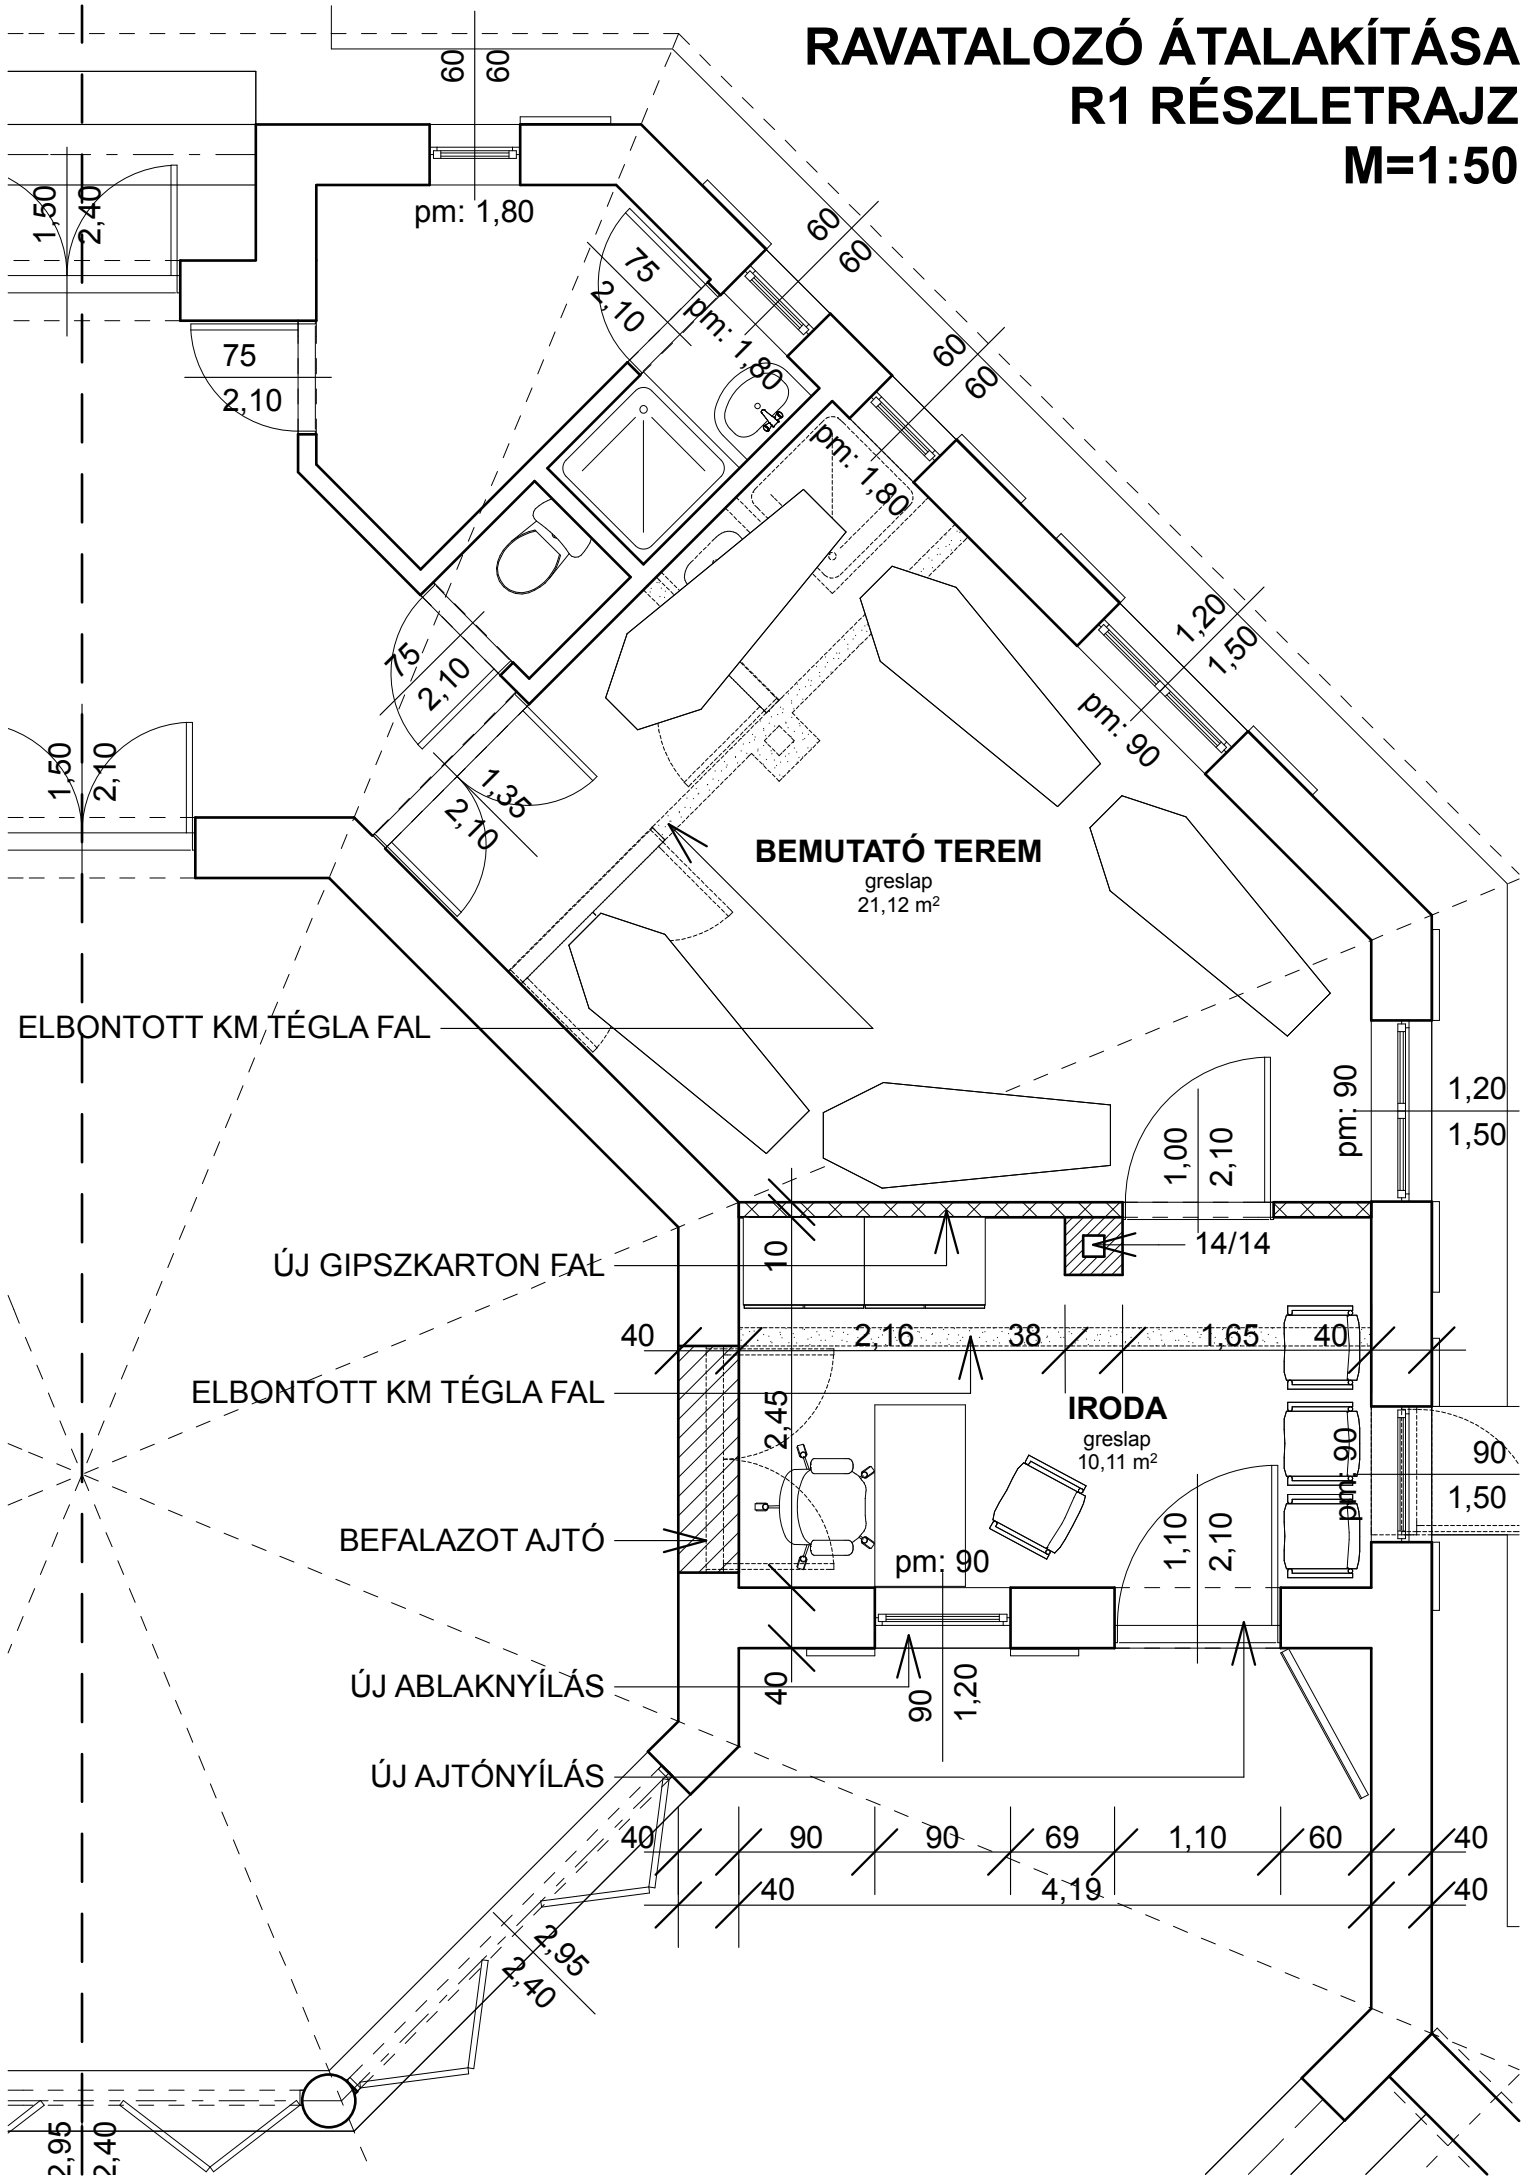 RAVATALOZÓ ÁTALAKÍTÁSA
R1 RÉSZLETRAJZ
M=1:50
60
60
pm: 1,80
1,50
2,40
75
2,10
75
2,10
pm: 1,80
60
60
60
60
pm: 1,80
75
2,10
1,20
1,50
pm: 90
1,50
2,10
1,35
2,10
BEMUTATÓ TEREM
greslap
21,12 m²
ELBONTOTT KM TÉGLA FAL
pm: 90
1,20
1,50
1,00
2,10
14/14
ÚJ GIPSZKARTON FAL
10
40
2,16
38
1,65
40
ELBONTOTT KM TÉGLA FAL
2,45
IRODA
greslap
10,11 m²
pm: 90
90
1,50
BEFALAZOT AJTÓ
pm: 90
1,10
2,10
ÚJ ABLAKNYÍLÁS
40
90
1,20
ÚJ AJTÓNYÍLÁS
40
90
90
69
1,10
60
40
40
4,19
40
2,95
2,40
2,95
2,40